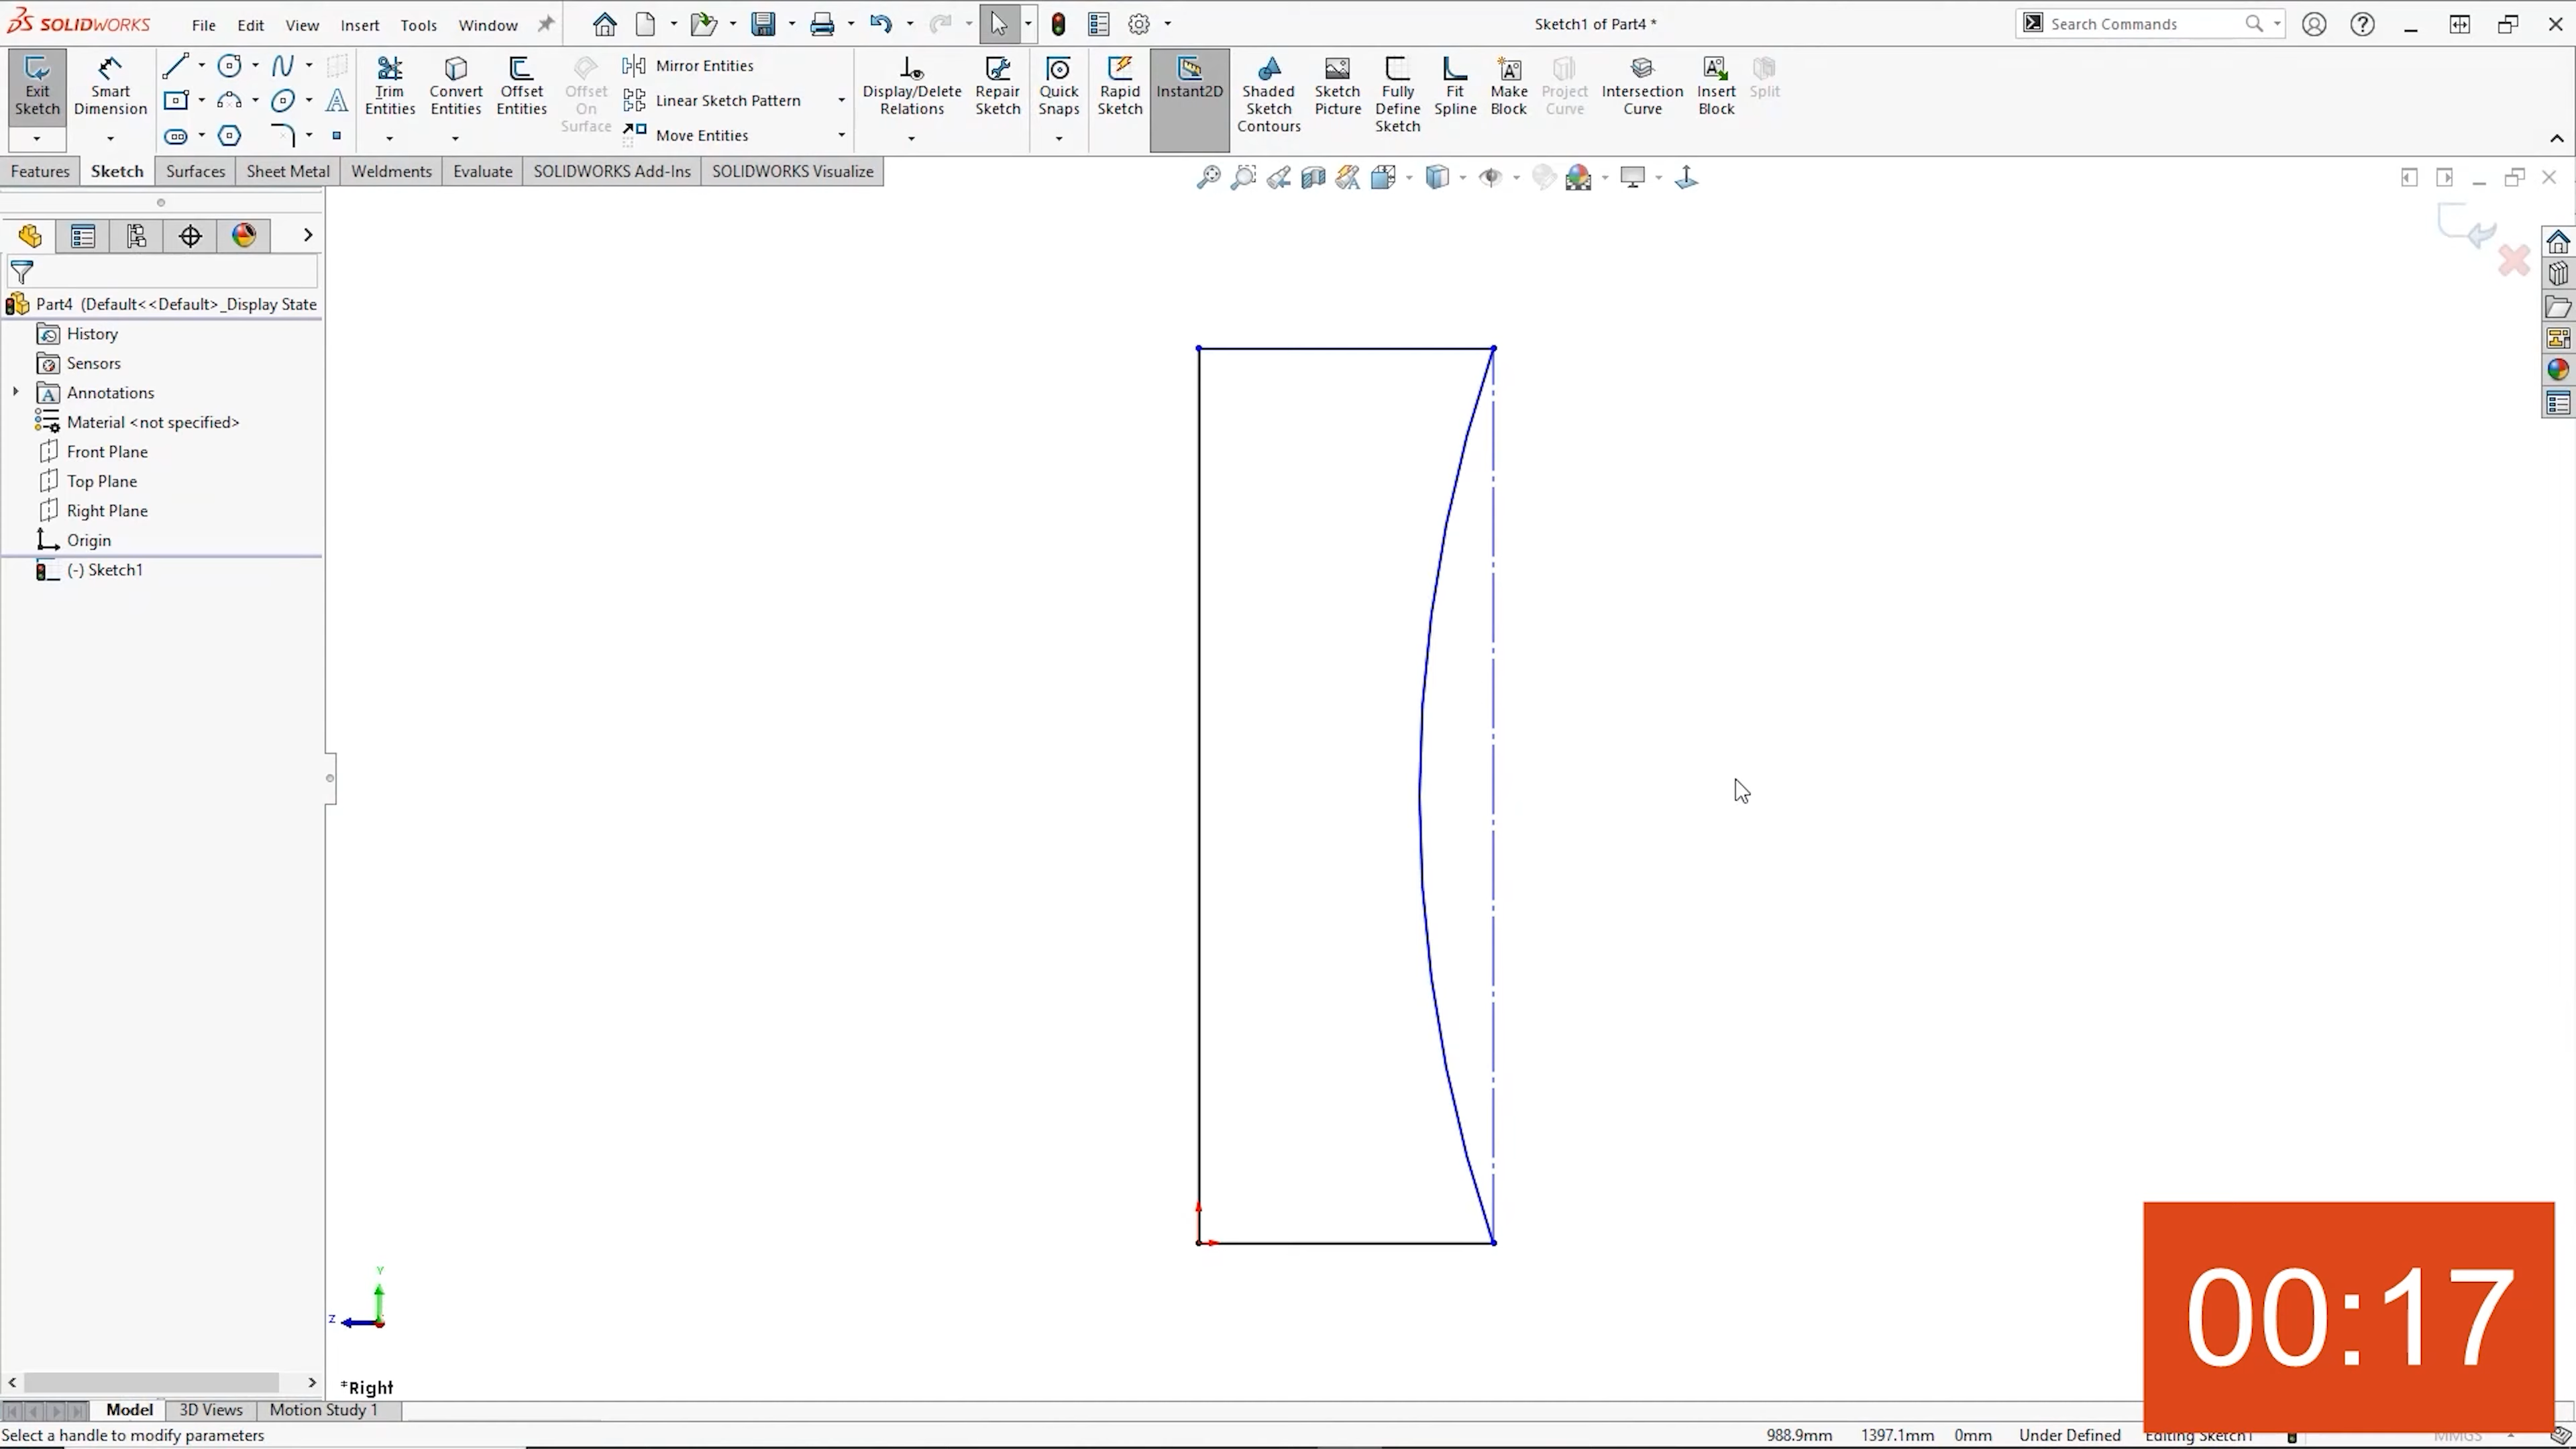 SOLIDWORKS File Edit View Insert Tools Window Sketch1 of Part4 * Search Commands
Exit Sketch
Smart Dimension
Trim Entities
Convert Entities
Offset Entities
Offset On Surface
Mirror Entities
Linear Sketch Pattern
Move Entities
Display/Delete Relations
Repair Sketch
Quick Snaps
Rapid Sketch
Instant2D
Shaded Sketch Contours
Sketch Picture
Fully Define Sketch
Fit Spline
Make Block
Project Curve
Intersection Curve
Insert Block
Split
Features Sketch Surfaces Sheet Metal Weldments Evaluate SOLIDWORKS Add-Ins SOLIDWORKS Visualize
Part4 (Default<<Default>_Display State
History
Sensors
Annotations
Material <not specified>
Front Plane
Top Plane
Right Plane
Origin
(-) Sketch1
Y
Z
*Right
00:17
Model 3D Views Motion Study 1
Select a handle to modify parameters 988.9mm 1397.1mm 0mm Under Defined Editing Sketch1 MMGS